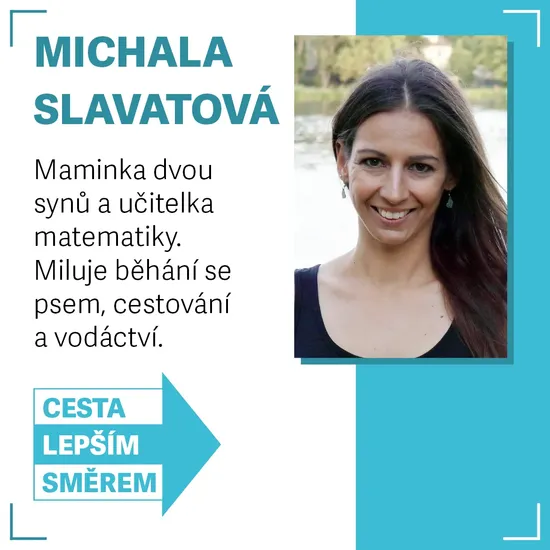 MICHALA
SLAVATOVÁ
Maminka dvou
synů a učitelka
matematiky.
Miluje běhání se
psem, cestování
a vodáctví.
CESTA
LEPŠÍM
SMĚREM